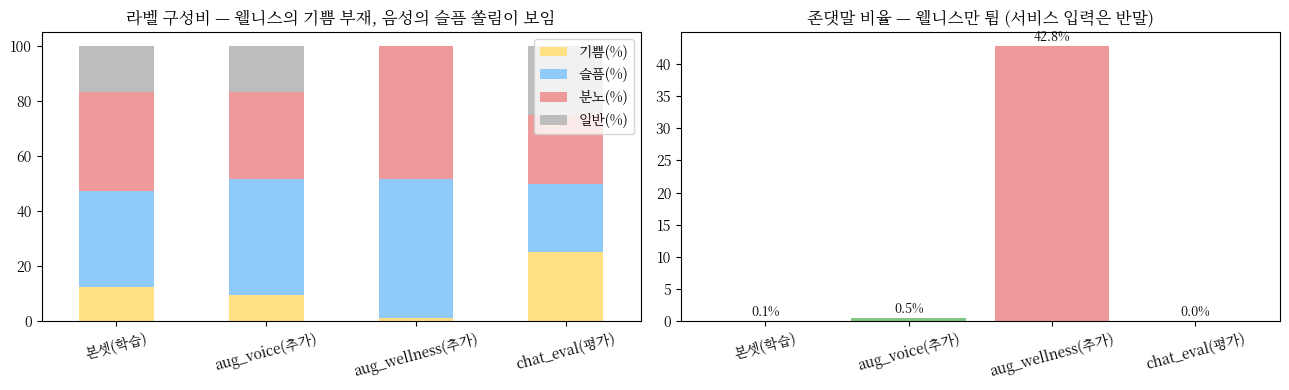 라벨 구성비 — 웰니스의 기쁨 부재, 음성의 슬픔 쏠림이 보임
100
80
60
40
20
0
기쁨(%)
슬픔(%)
분노(%)
일반(%)
본셋(학습)
aug_voice(추가)
aug_wellness(추가)
chat_eval(평가)
존댓말 비율 — 웰니스만 튐 (서비스 입력은 반말)
40
35
30
25
20
15
10
5
0
0.1%
0.5%
42.8%
0.0%
본셋(학습)
aug_voice(추가)
aug_wellness(추가)
chat_eval(평가)